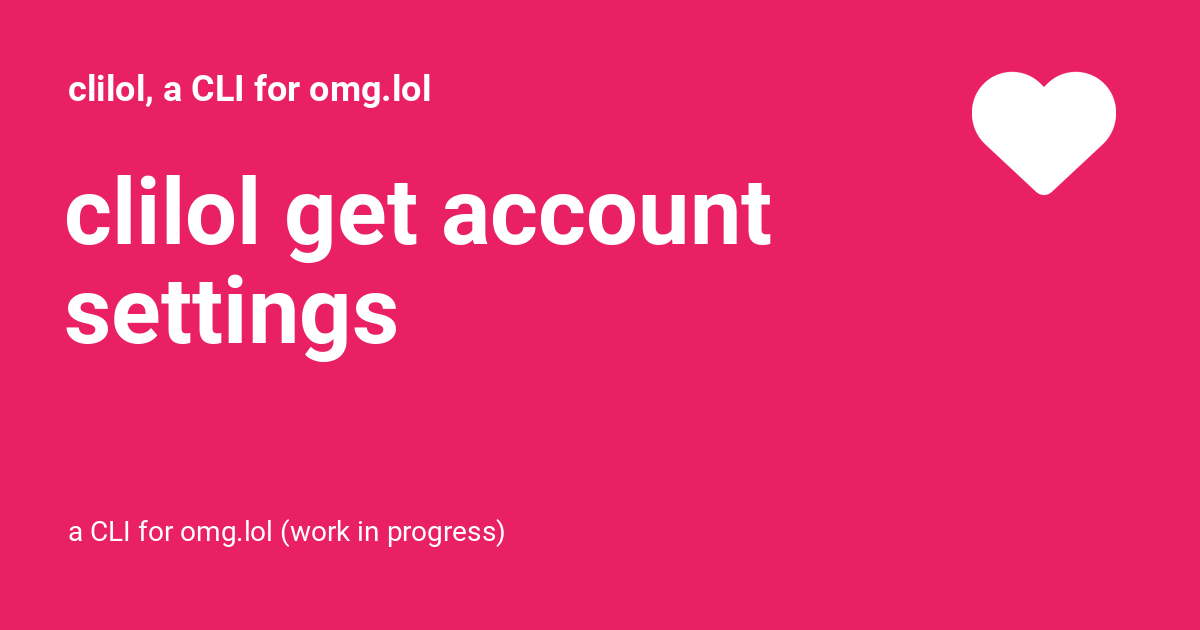 clilol, a CLI for omg.lol
clilol get account
settings
a CLI for omg.lol (work in progress)